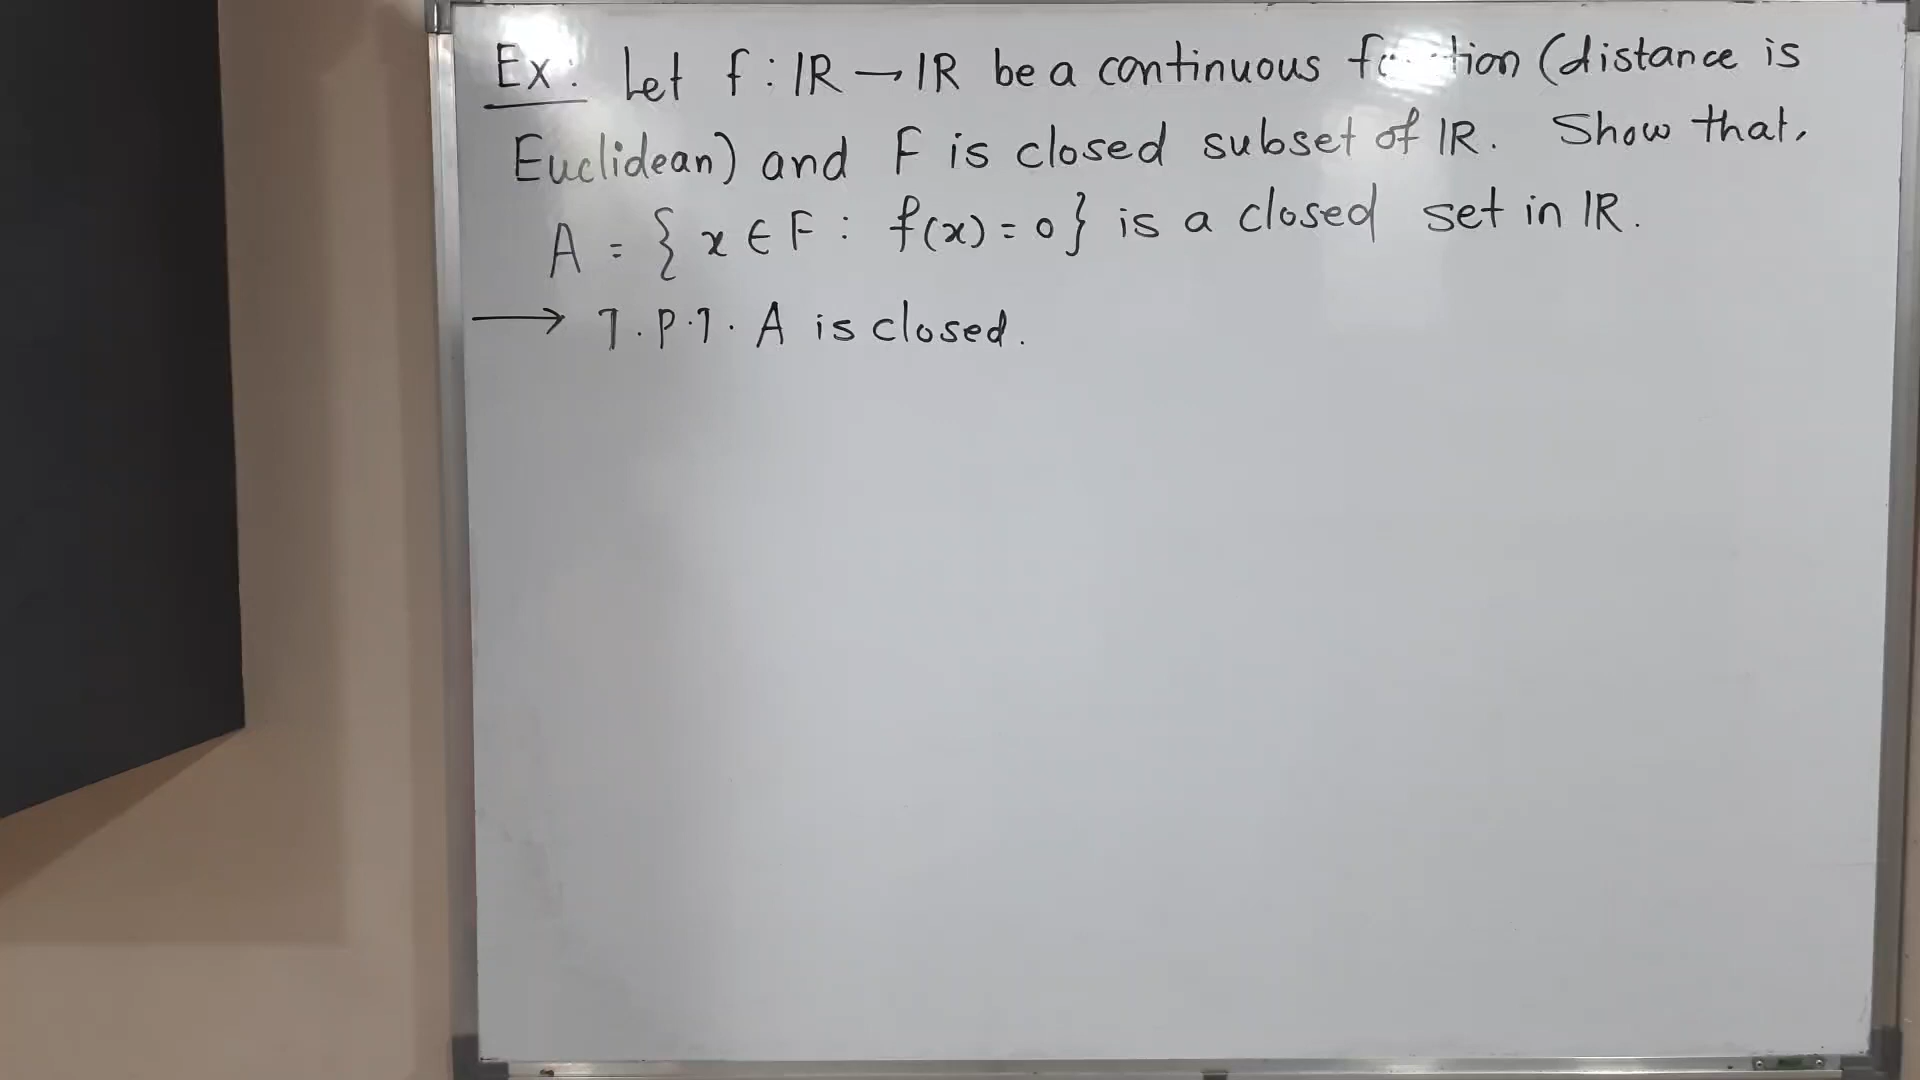 Ex: Let f : IR → IR be a continuous (distance is
Euclidean) and F is closed subset of IR. Show that,
A = { x ∈ F : f(x) = 0 } is a closed set in IR.
→ T.P.T. A is closed.